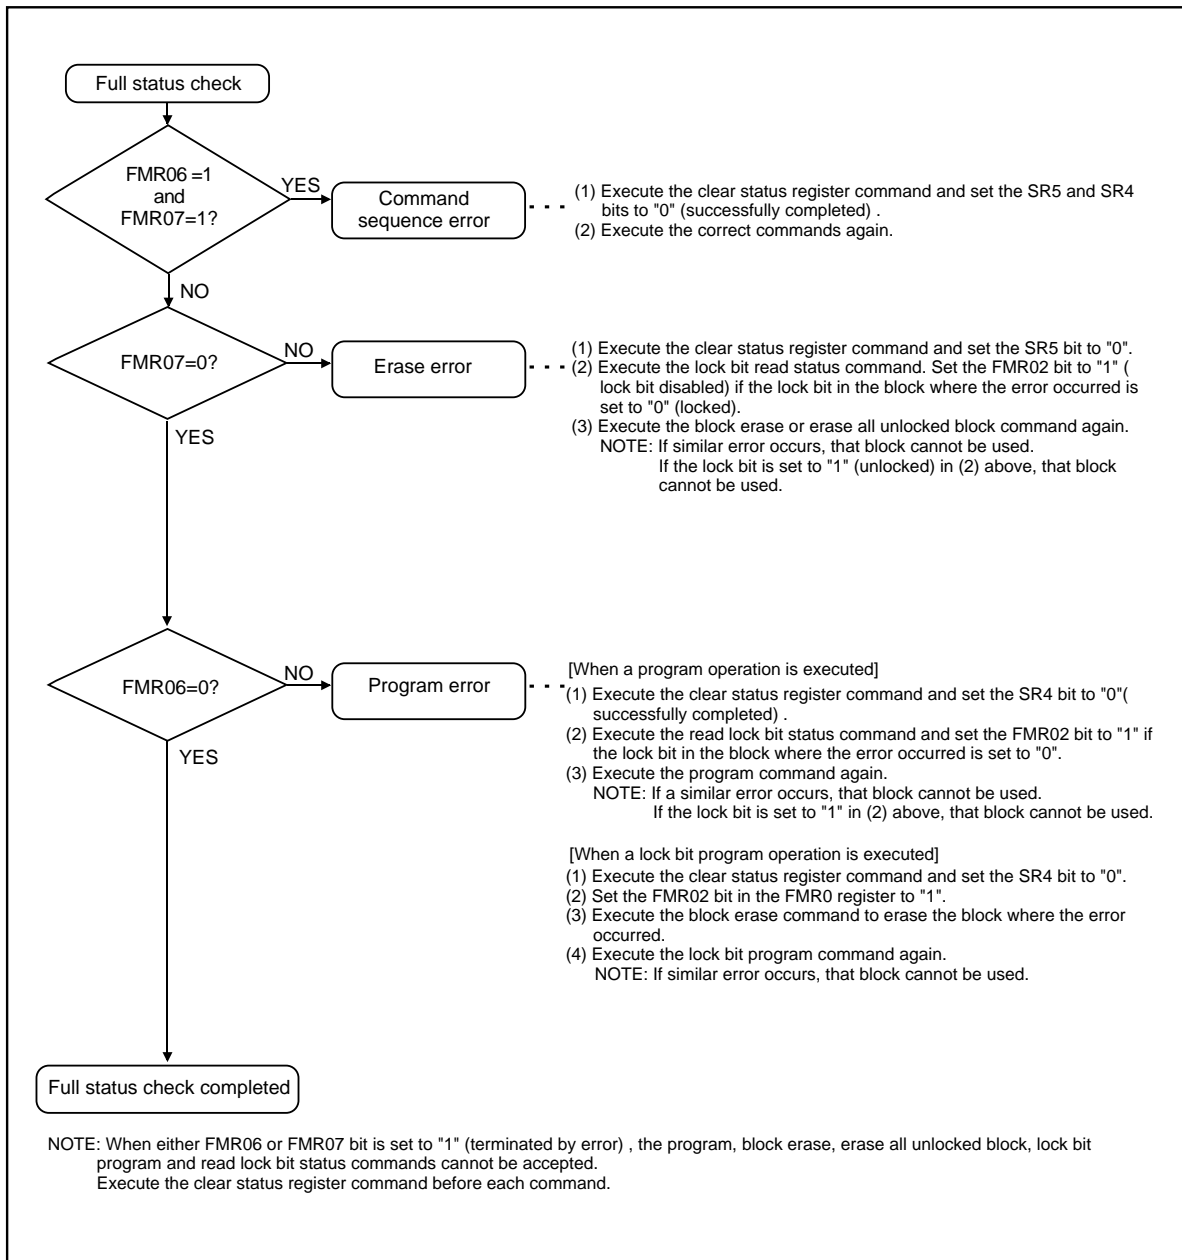 Full status check
FMR06 =1
and
FMR07=1?
YES
Command
sequence error
(1) Execute the clear status register command and set the SR5 and SR4
bits to "0" (successfully completed) .
(2) Execute the correct commands again.
NO
FMR07=0?
NO
Erase error
(1) Execute the clear status register command and set the SR5 bit to "0".
(2) Execute the lock bit read status command. Set the FMR02 bit to "1" (
lock bit disabled) if the lock bit in the block where the error occurred is
set to "0" (locked).
(3) Execute the block erase or erase all unlocked block command again.
NOTE: If similar error occurs, that block cannot be used.
If the lock bit is set to "1" (unlocked) in (2) above, that block
cannot be used.
YES
FMR06=0?
NO
Program error
[When a program operation is executed]
(1) Execute the clear status register command and set the SR4 bit to "0"(
successfully completed) .
(2) Execute the read lock bit status command and set the FMR02 bit to "1" if
the lock bit in the block where the error occurred is set to "0".
(3) Execute the program command again.
NOTE: If a similar error occurs, that block cannot be used.
If the lock bit is set to "1" in (2) above, that block cannot be used.
YES
[When a lock bit program operation is executed]
(1) Execute the clear status register command and set the SR4 bit to "0".
(2) Set the FMR02 bit in the FMR0 register to "1".
(3) Execute the block erase command to erase the block where the error
occurred.
(4) Execute the lock bit program command again.
NOTE: If similar error occurs, that block cannot be used.
Full status check completed
NOTE: When either FMR06 or FMR07 bit is set to "1" (terminated by error) , the program, block erase, erase all unlocked block, lock bit
program and read lock bit status commands cannot be accepted.
Execute the clear status register command before each command.